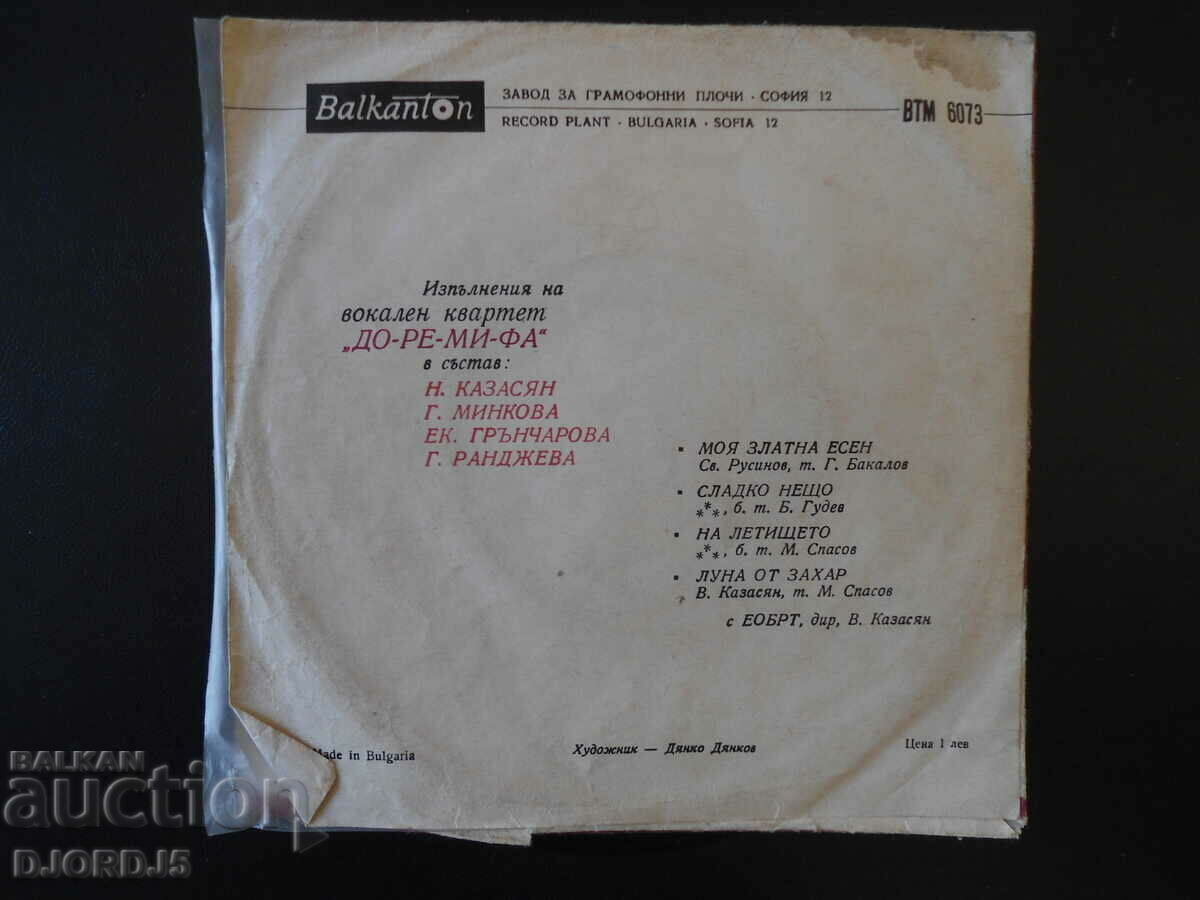 Balkanton
ЗАВОД ЗА ГРАМОФОННИ ПЛОЧИ · СОФИЯ 12
RECORD PLANT · BULGARIA · SOFIA 12
ВТМ 6073
Изпълнения на
вокален квартет
„ДО-РЕ-МИ-ФА“
в състав:
Н. КАЗАСЯН
Г. МИНКОВА
ЕК. ГРЪНЧАРОВА
Г. РАНДЖЕВА
▪ МОЯ ЗЛАТНА ЕСЕН
Св. Русинов, т. Г. Бакалов
▪ СЛАДКО НЕЩО
***, б. т. Б. Гудев
▪ НА ЛЕТИЩЕТО
***, б. т. М. Спасов
▪ ЛУНА ОТ ЗАХАР
В. Казасян, т. М. Спасов
с ЕОБРТ, дир, В. Казасян
Made in Bulgaria
Художник — Дянко Дянков
Цена 1 лев
BALKAN
auction
DJORDJ5